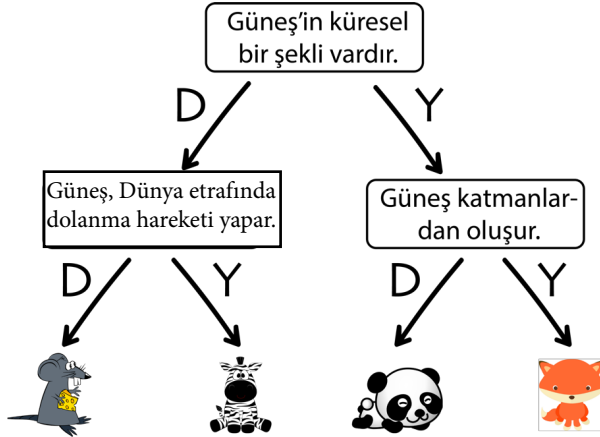 Güneş'in küresel
bir şekli vardır.
D
Y
Güneş, Dünya etrafında
dolanma hareketi yapar.
Güneş katmanlar-
dan oluşur.
D
Y
D
Y